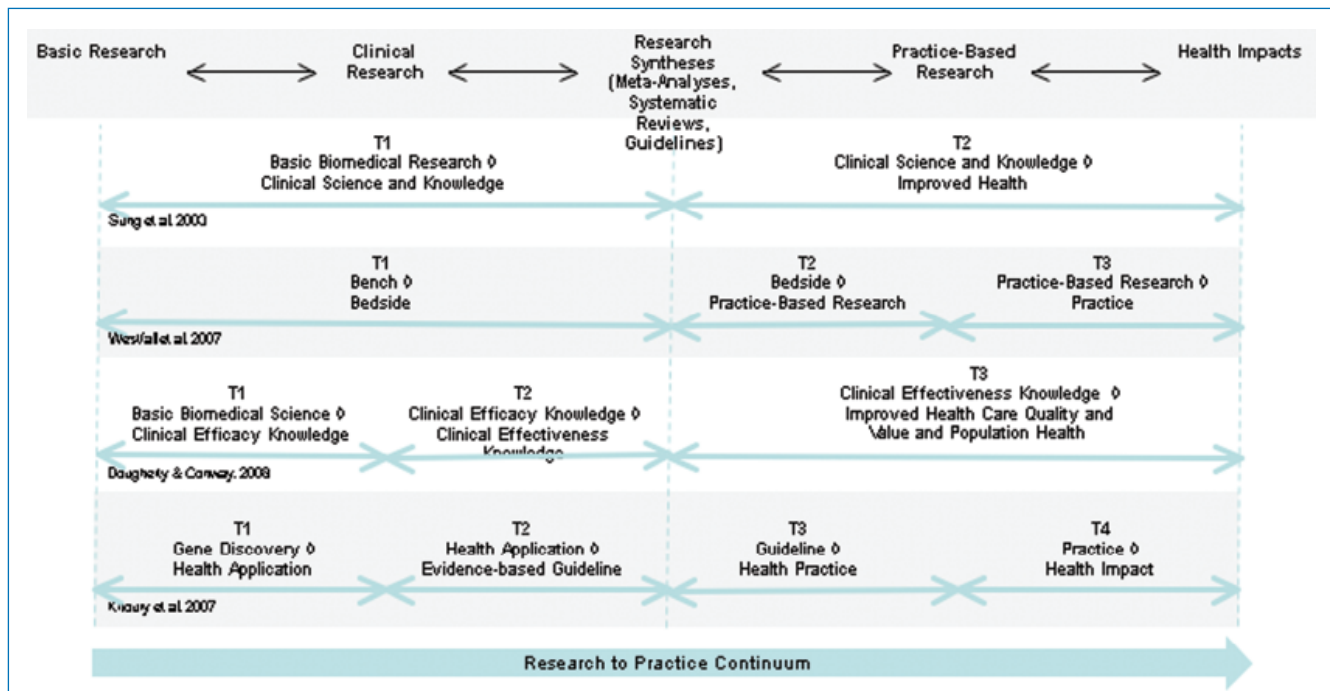 Basic Research
Clinical
Research
Research
Syntheses
(Meta-Analyses,
Systematic
Reviews,
Guidelines)
Practice-Based
Research
Health Impacts
T1
Basic Biomedical Research ◊
Clinical Science and Knowledge
T2
Clinical Science and Knowledge ◊
Improved Health
Sung et al. 2003
T1
Bench ◊
Bedside
T2
Bedside ◊
Practice-Based Research
T3
Practice-Based Research ◊
Practice
Westfall et al. 2007
T1
Basic Biomedical Science ◊
Clinical Efficacy Knowledge
T2
Clinical Efficacy Knowledge ◊
Clinical Effectiveness
Knowledge
T3
Clinical Effectiveness Knowledge ◊
Improved Health Care Quality and
Value and Population Health
Dougherty & Conway, 2008
T1
Gene Discovery ◊
Health Application
T2
Health Application ◊
Evidence-based Guideline
T3
Guideline ◊
Health Practice
T4
Practice ◊
Health Impact
Khoury et al. 2007
Research to Practice Continuum